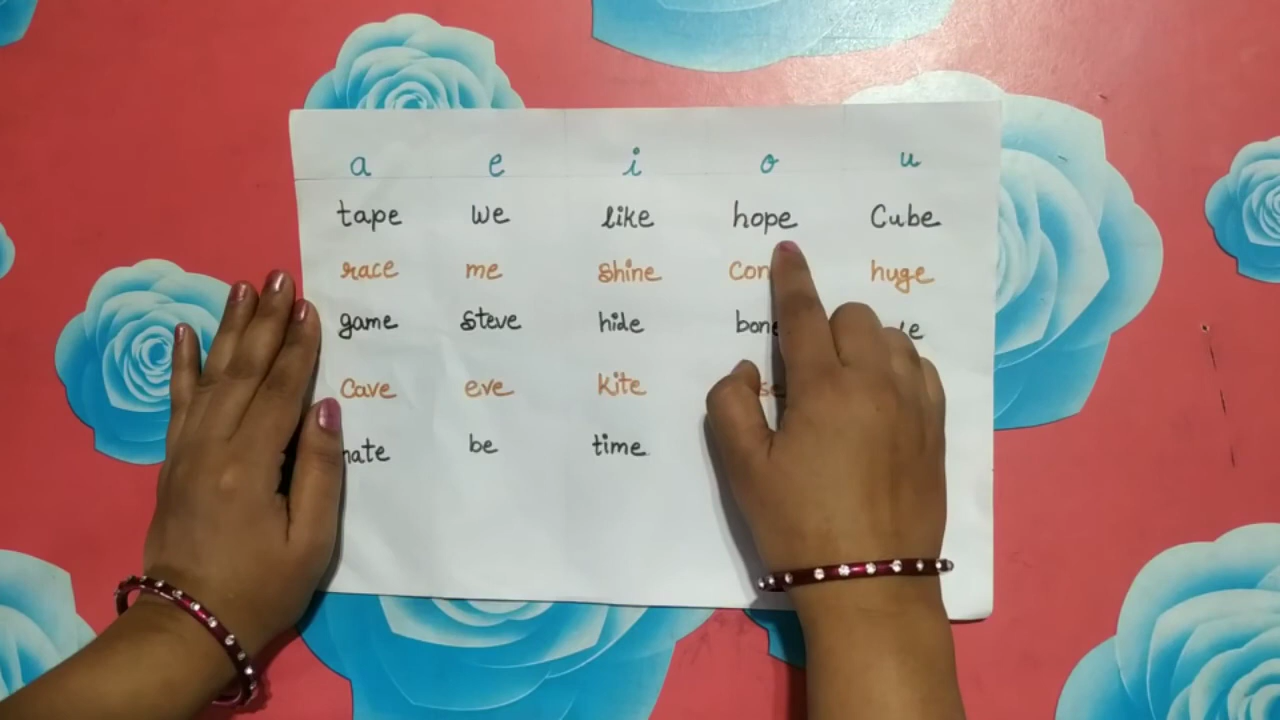 a e i o u
tape we like hope Cube
race me shine huge
game steve hide
Cave eve kite
be time